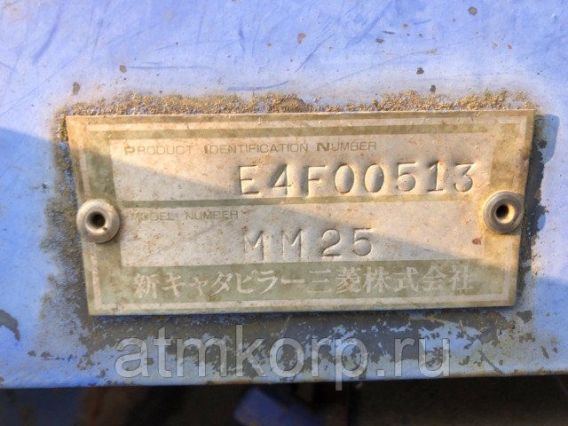 PRODUCT IDENTIFICATION NUMBER
E4F00513
MODEL NUMBER
MM25
新キャタピラー三菱株式会社
atmkorp.ru